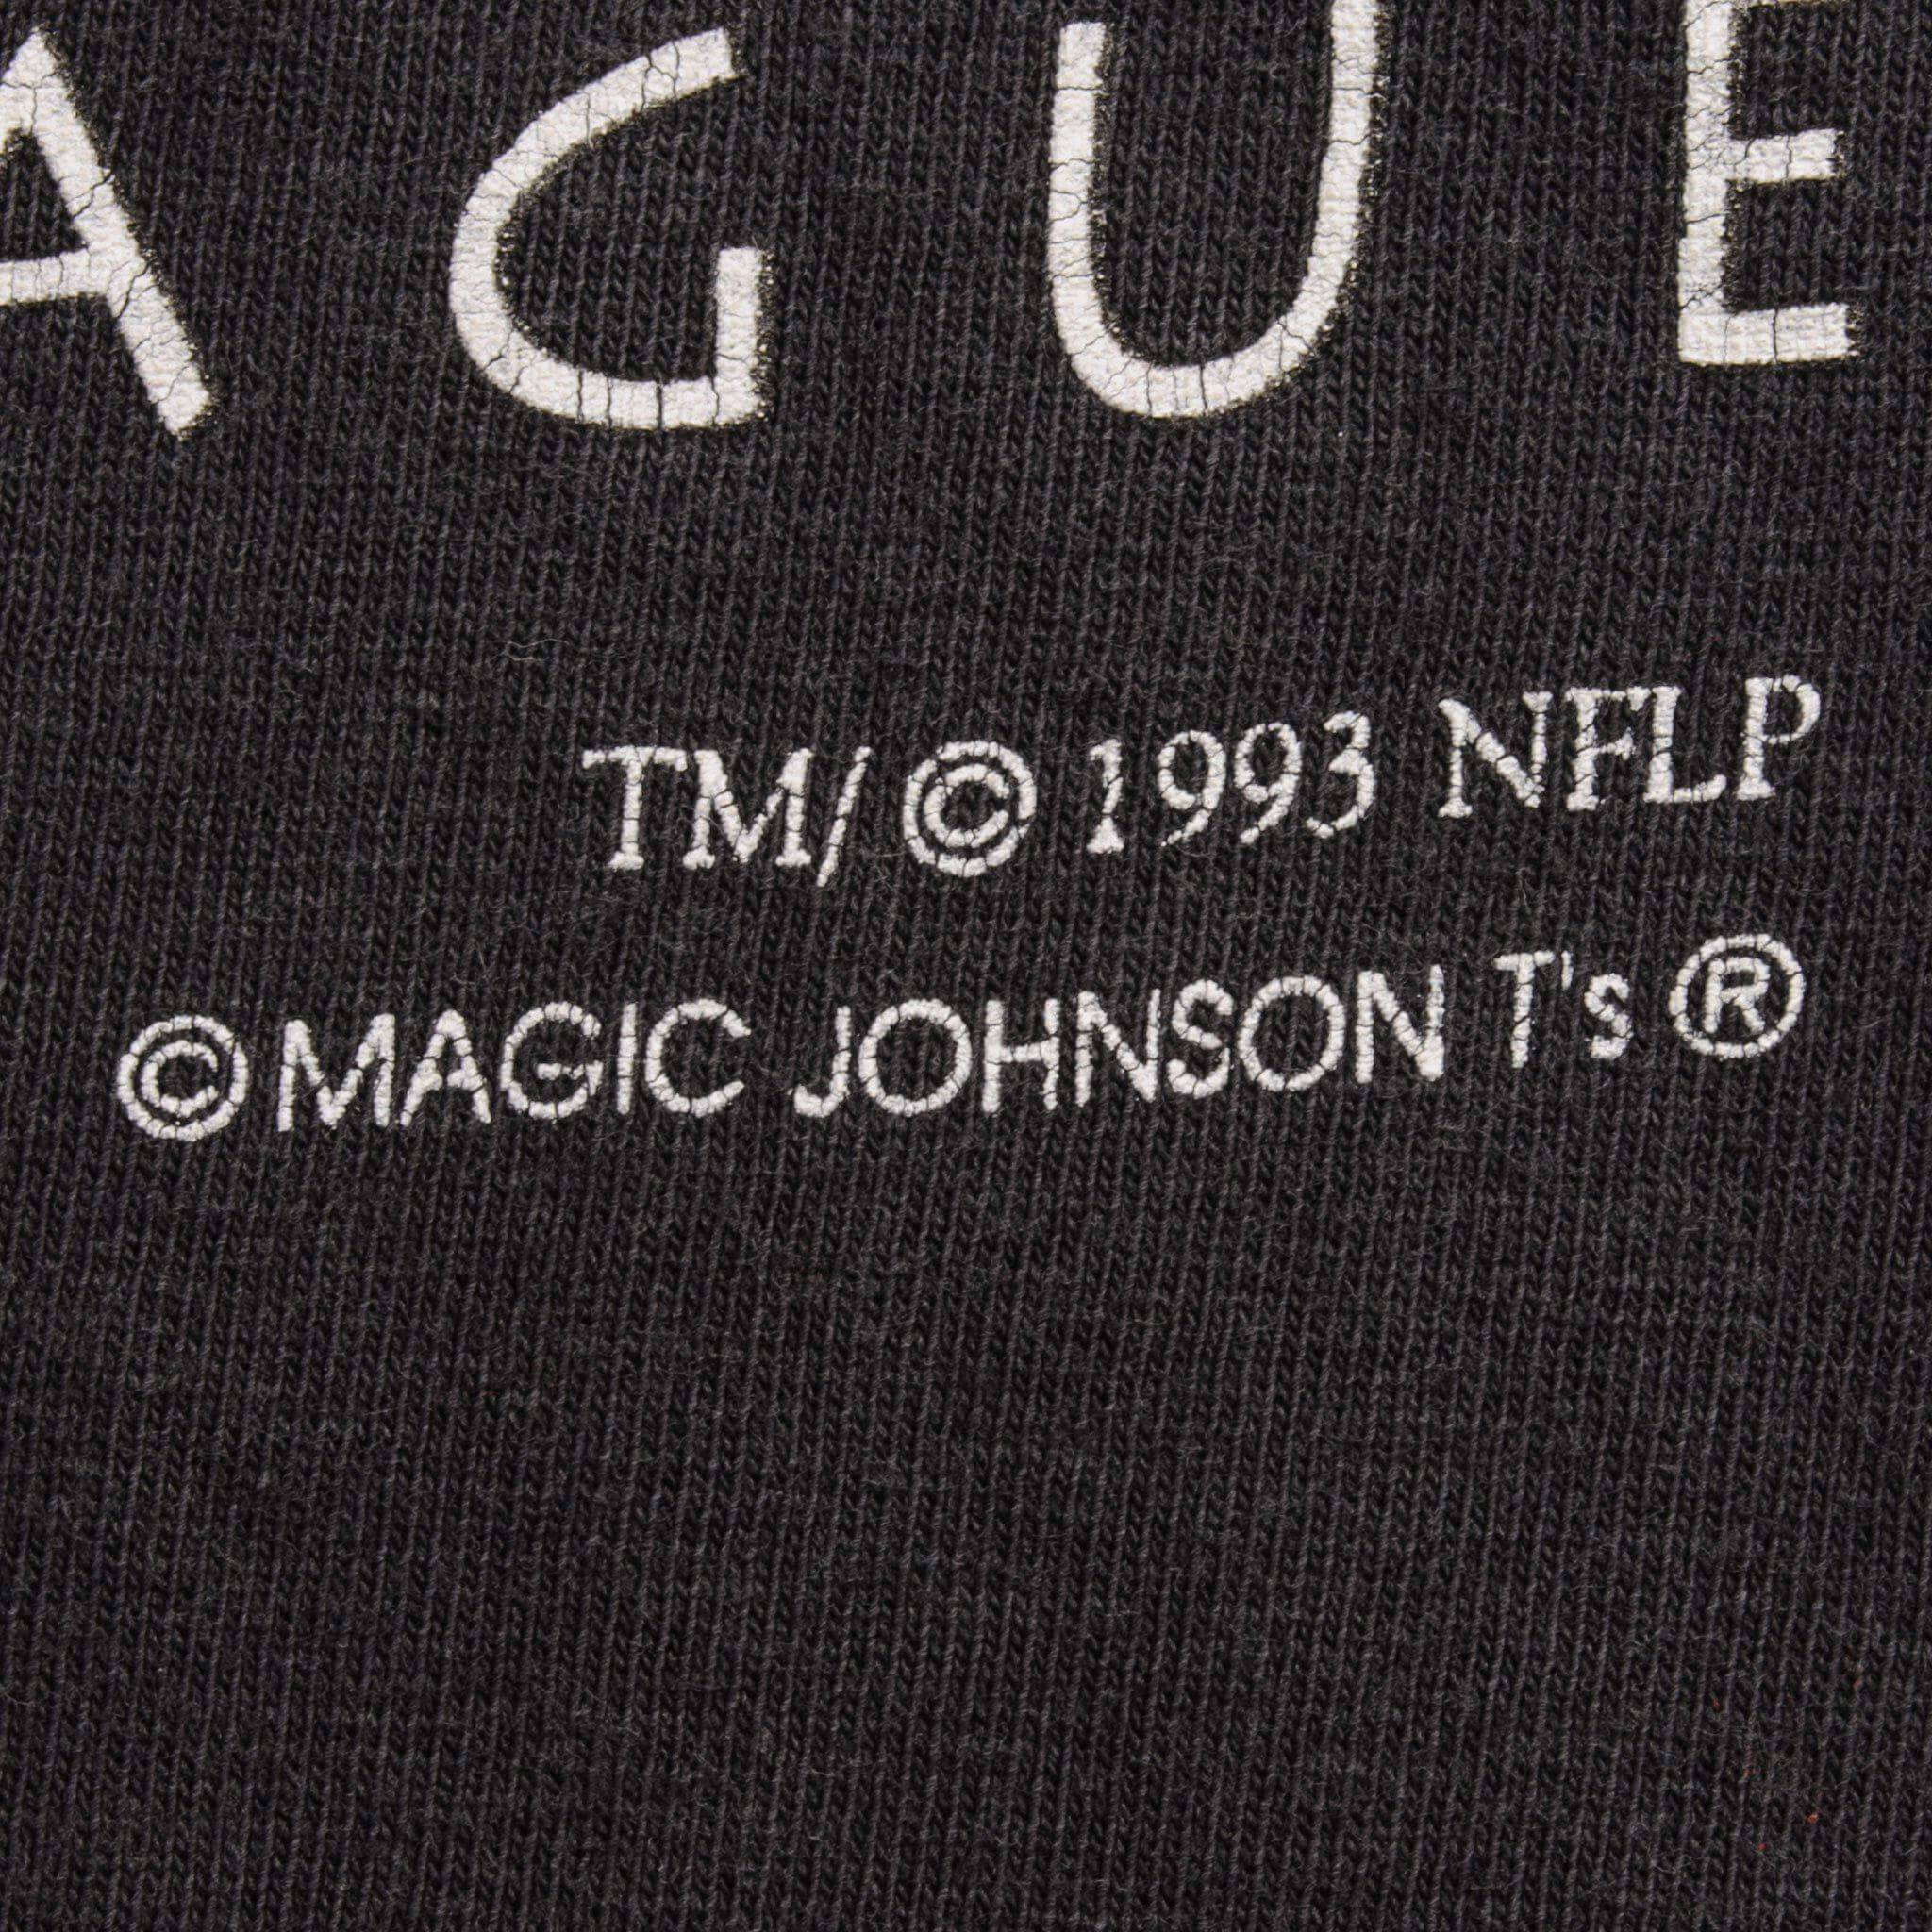 AGUE
TM/ © 1993 NFLP
©MAGIC JOHNSON T's ®